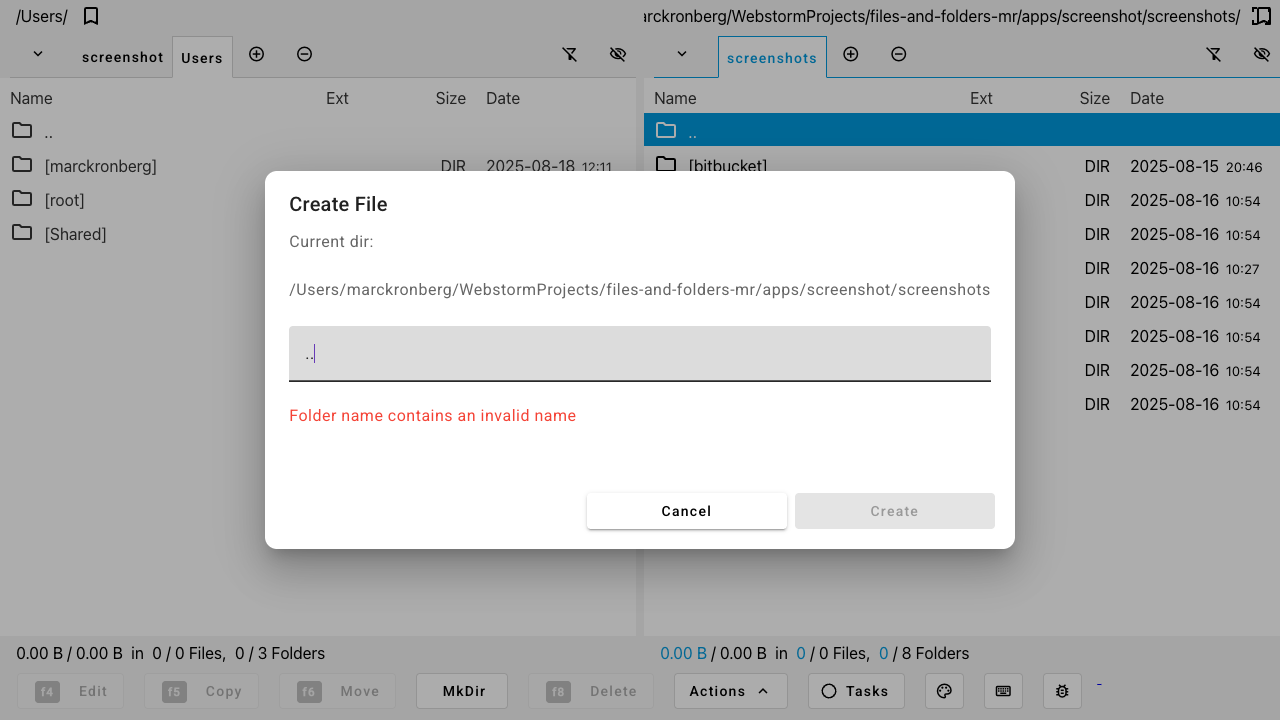 /Users/
arckronberg/WebstormProjects/files-and-folders-mr/apps/screenshot/screenshots/
screenshot Users
screenshots
Name Ext Size Date
Name Ext Size Date
..
..
[marckronberg] DIR 2025-08-18 12:11
[bitbucket] DIR 2025-08-15 20:46
[root]
DIR 2025-08-16 10:54
[Shared]
DIR 2025-08-16 10:54
DIR 2025-08-16 10:27
DIR 2025-08-16 10:54
DIR 2025-08-16 10:54
DIR 2025-08-16 10:54
DIR 2025-08-16 10:54
Create File
Current dir:
/Users/marckronberg/WebstormProjects/files-and-folders-mr/apps/screenshot/screenshots
..
Folder name contains an invalid name
Cancel Create
0.00 B / 0.00 B in 0 / 0 Files, 0 / 3 Folders
0.00 B / 0.00 B in 0 / 0 Files, 0 / 8 Folders
f4 Edit f5 Copy f6 Move MkDir f8 Delete Actions Tasks